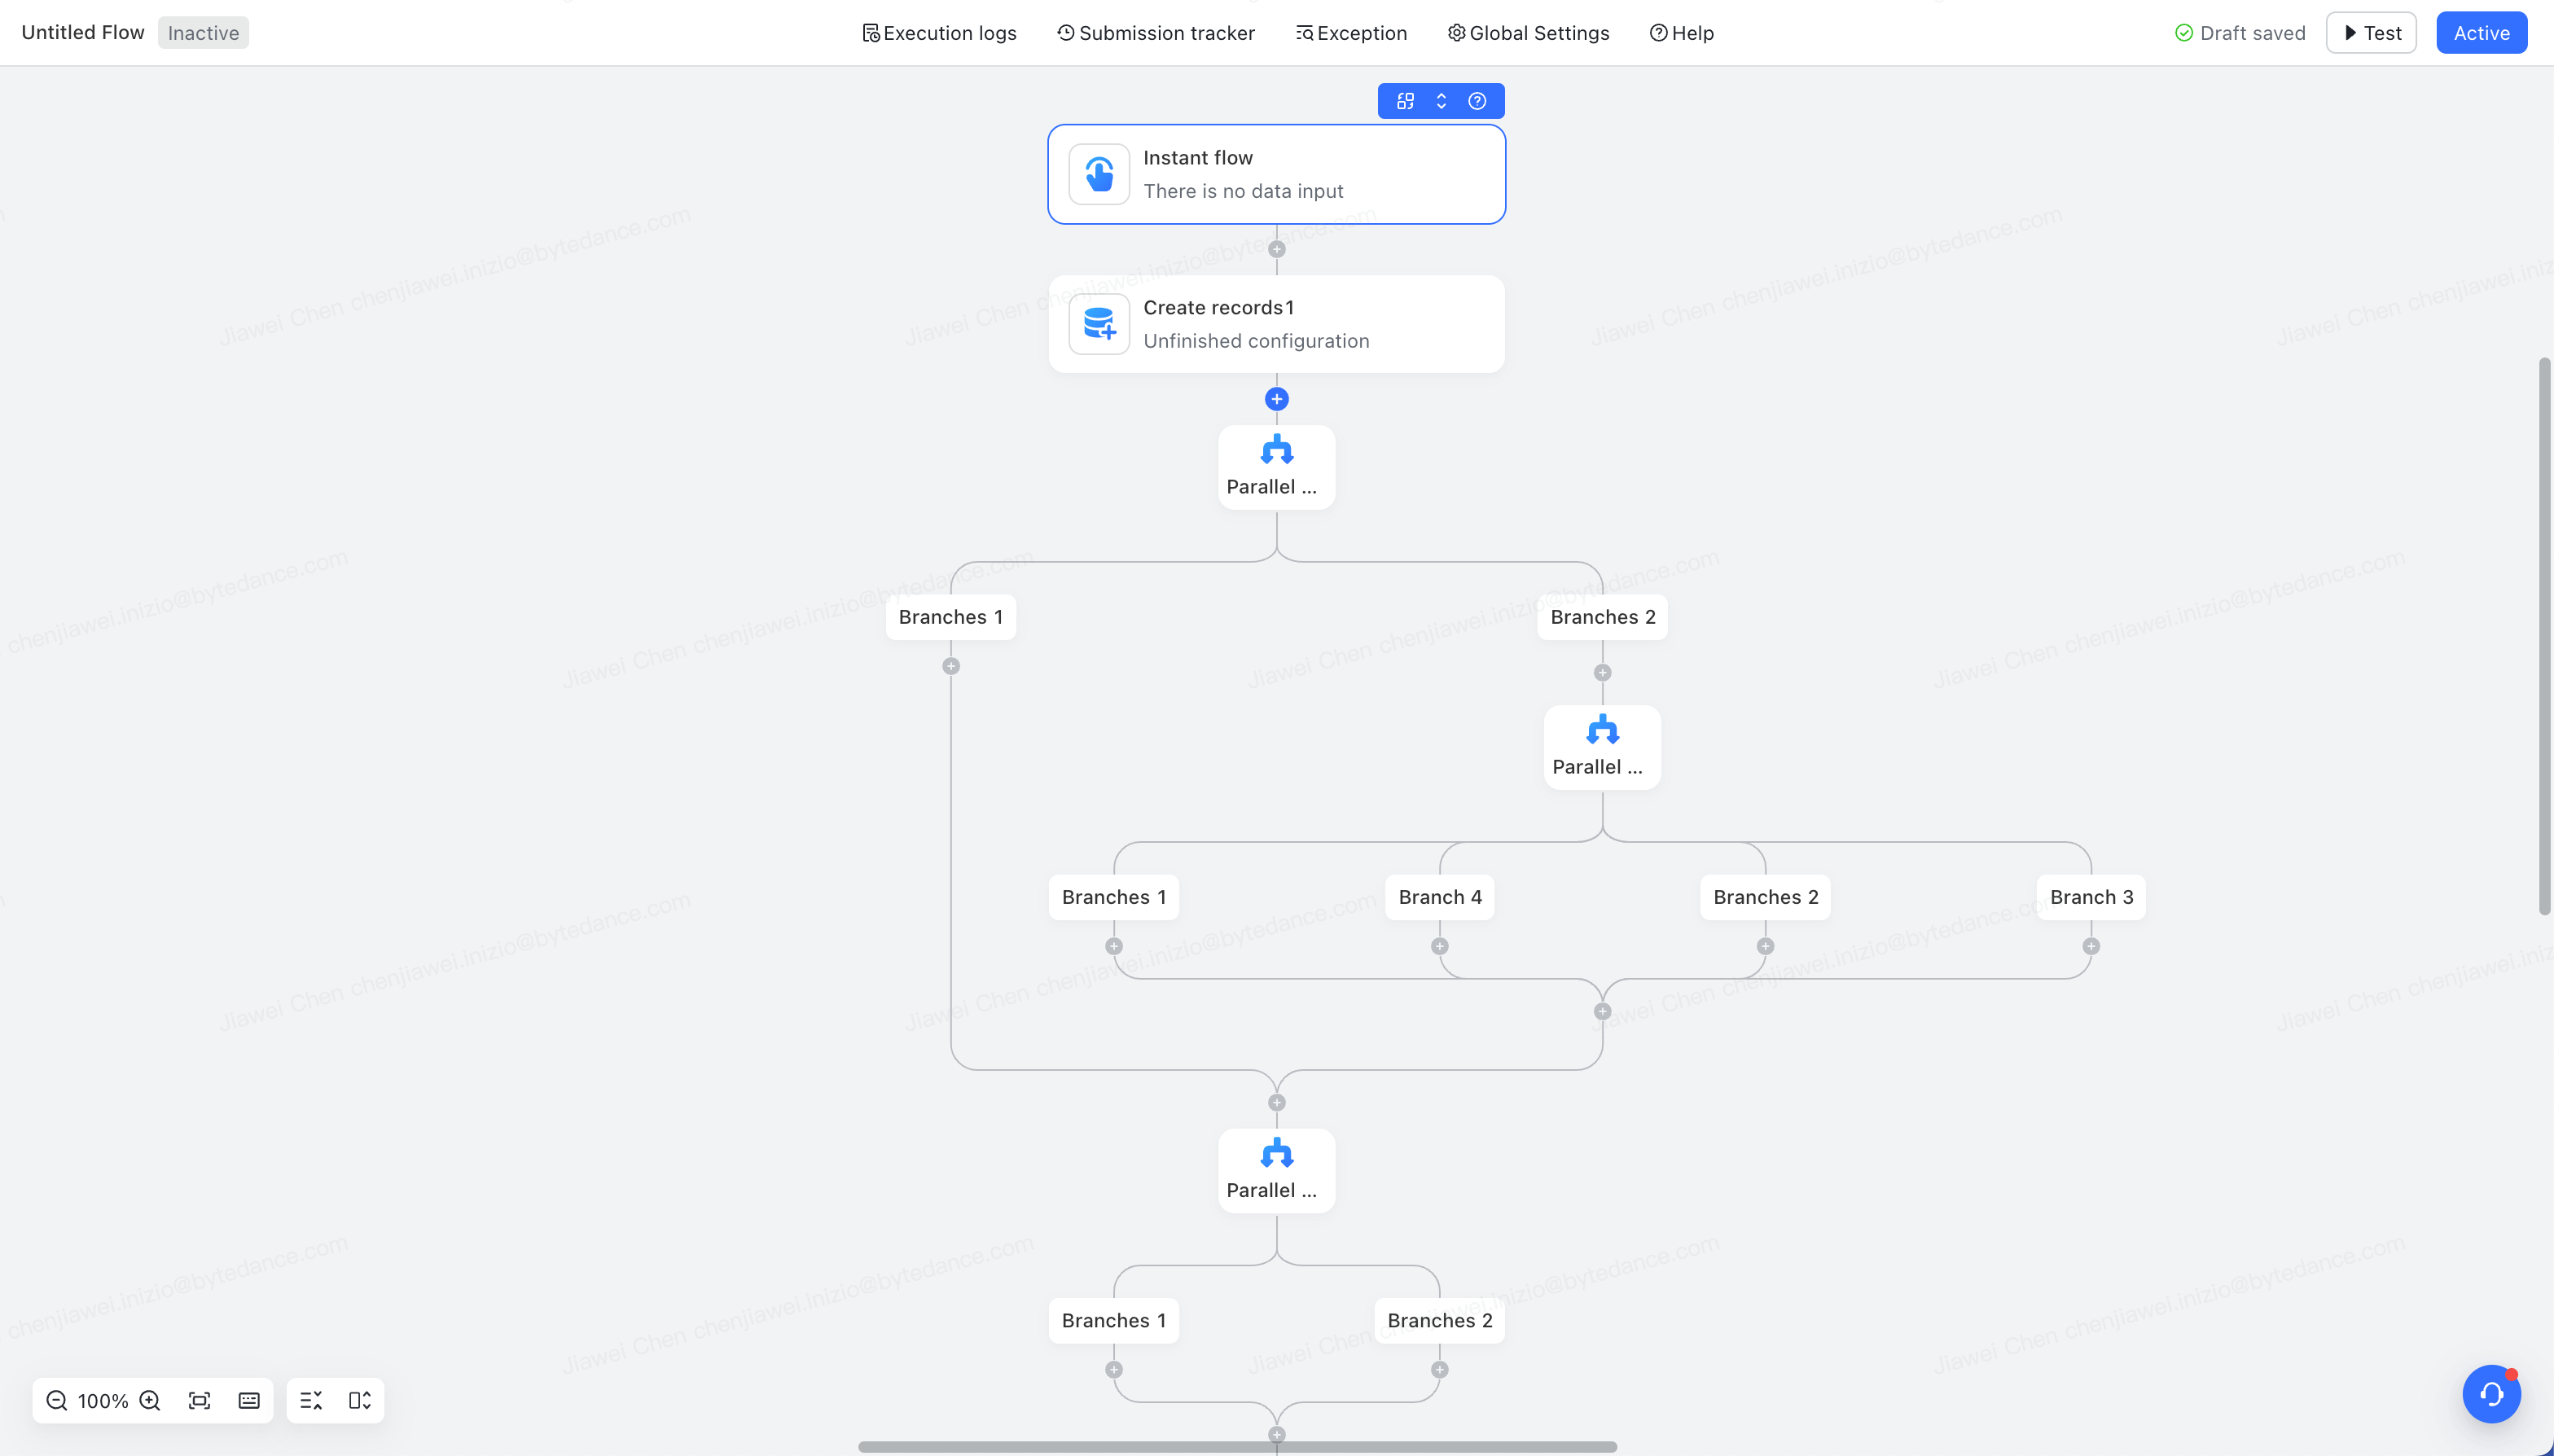 Untitled Flow Inactive Execution logs Submission tracker Exception Global Settings Help Draft saved Test Active
Instant flow
There is no data input
Create records1
Unfinished configuration
Parallel ...
Branches 1 Branches 2
Parallel ...
Branches 1 Branch 4 Branches 2 Branch 3
Parallel ...
Branches 1 Branches 2
100%
Jiawei Chen chenjiawei.inizio@bytedance.com